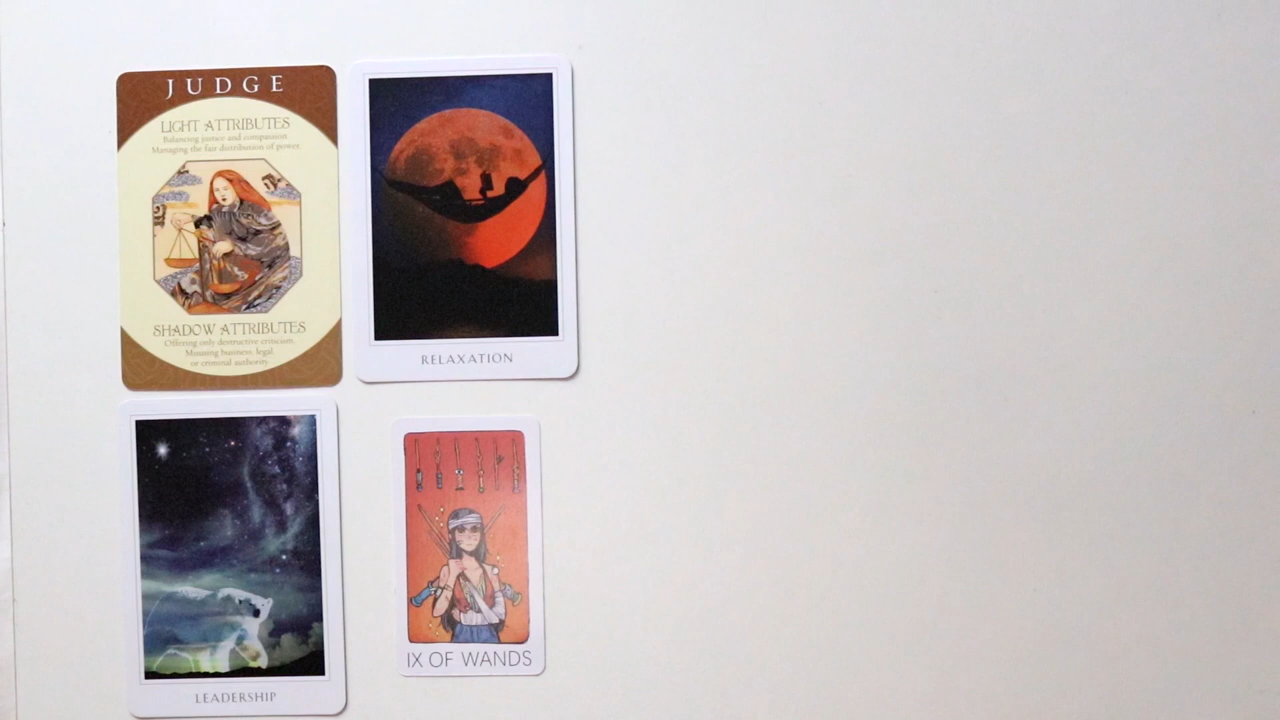 JUDGE
LIGHT ATTRIBUTES
Balancing justice and compassion
Managing the fair distribution of power
SHADOW ATTRIBUTES
Offering only destructive criticism.
Misusing business, legal,
or criminal authority
RELAXATION
LEADERSHIP
IX OF WANDS